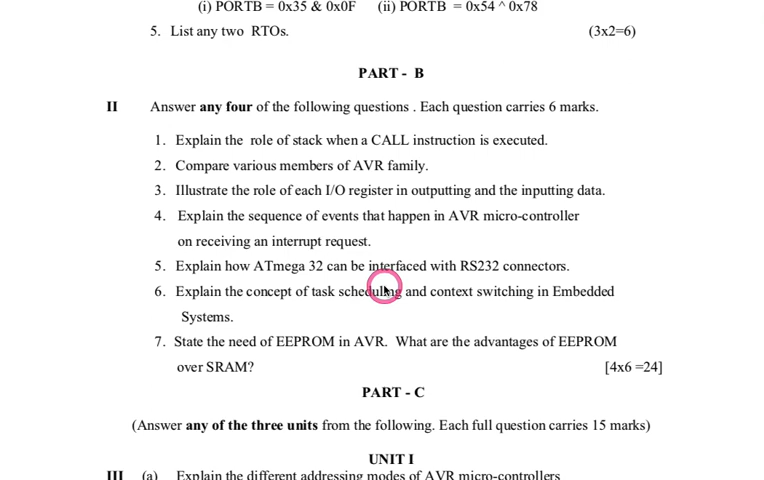 (i) PORTB = 0x35 & 0x0F (ii) PORTB = 0x54 ^ 0x78
5. List any two RTOs. (3x2=6)
PART - B
II Answer any four of the following questions . Each question carries 6 marks.
1. Explain the role of stack when a CALL instruction is executed.
2. Compare various members of AVR family.
3. Illustrate the role of each I/O register in outputting and the inputting data.
4. Explain the sequence of events that happen in AVR micro-controller
on receiving an interrupt request.
5. Explain how ATmega 32 can be interfaced with RS232 connectors.
6. Explain the concept of task scheduling and context switching in Embedded
Systems.
7. State the need of EEPROM in AVR. What are the advantages of EEPROM
over SRAM? [4x6 =24]
PART - C
(Answer any of the three units from the following. Each full question carries 15 marks)
UNIT I
III (a) Explain the different addressing modes of AVR micro-controllers